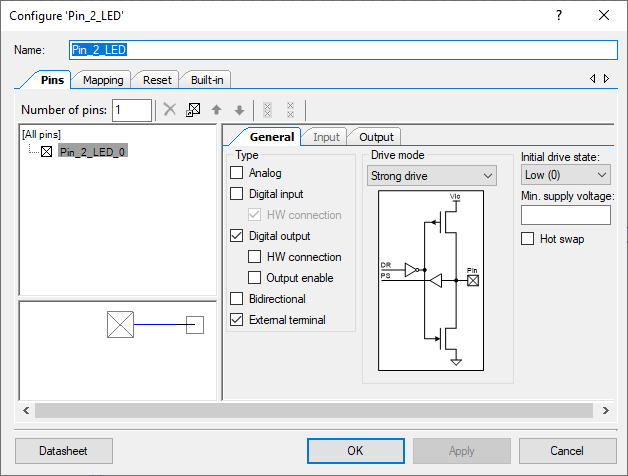 Configure 'Pin_2_LED'
Name: Pin_2_LED
Pins Mapping Reset Built-in
Number of pins: 1
[All pins]
Pin_2_LED_0
General Input Output
Type
Analog
Digital input
HW connection
Digital output
HW connection
Output enable
Bidirectional
External terminal
Drive mode
Strong drive
Vio
DR
PS
Pin
Initial drive state:
Low (0)
Min. supply voltage:
Hot swap
Datasheet OK Apply Cancel